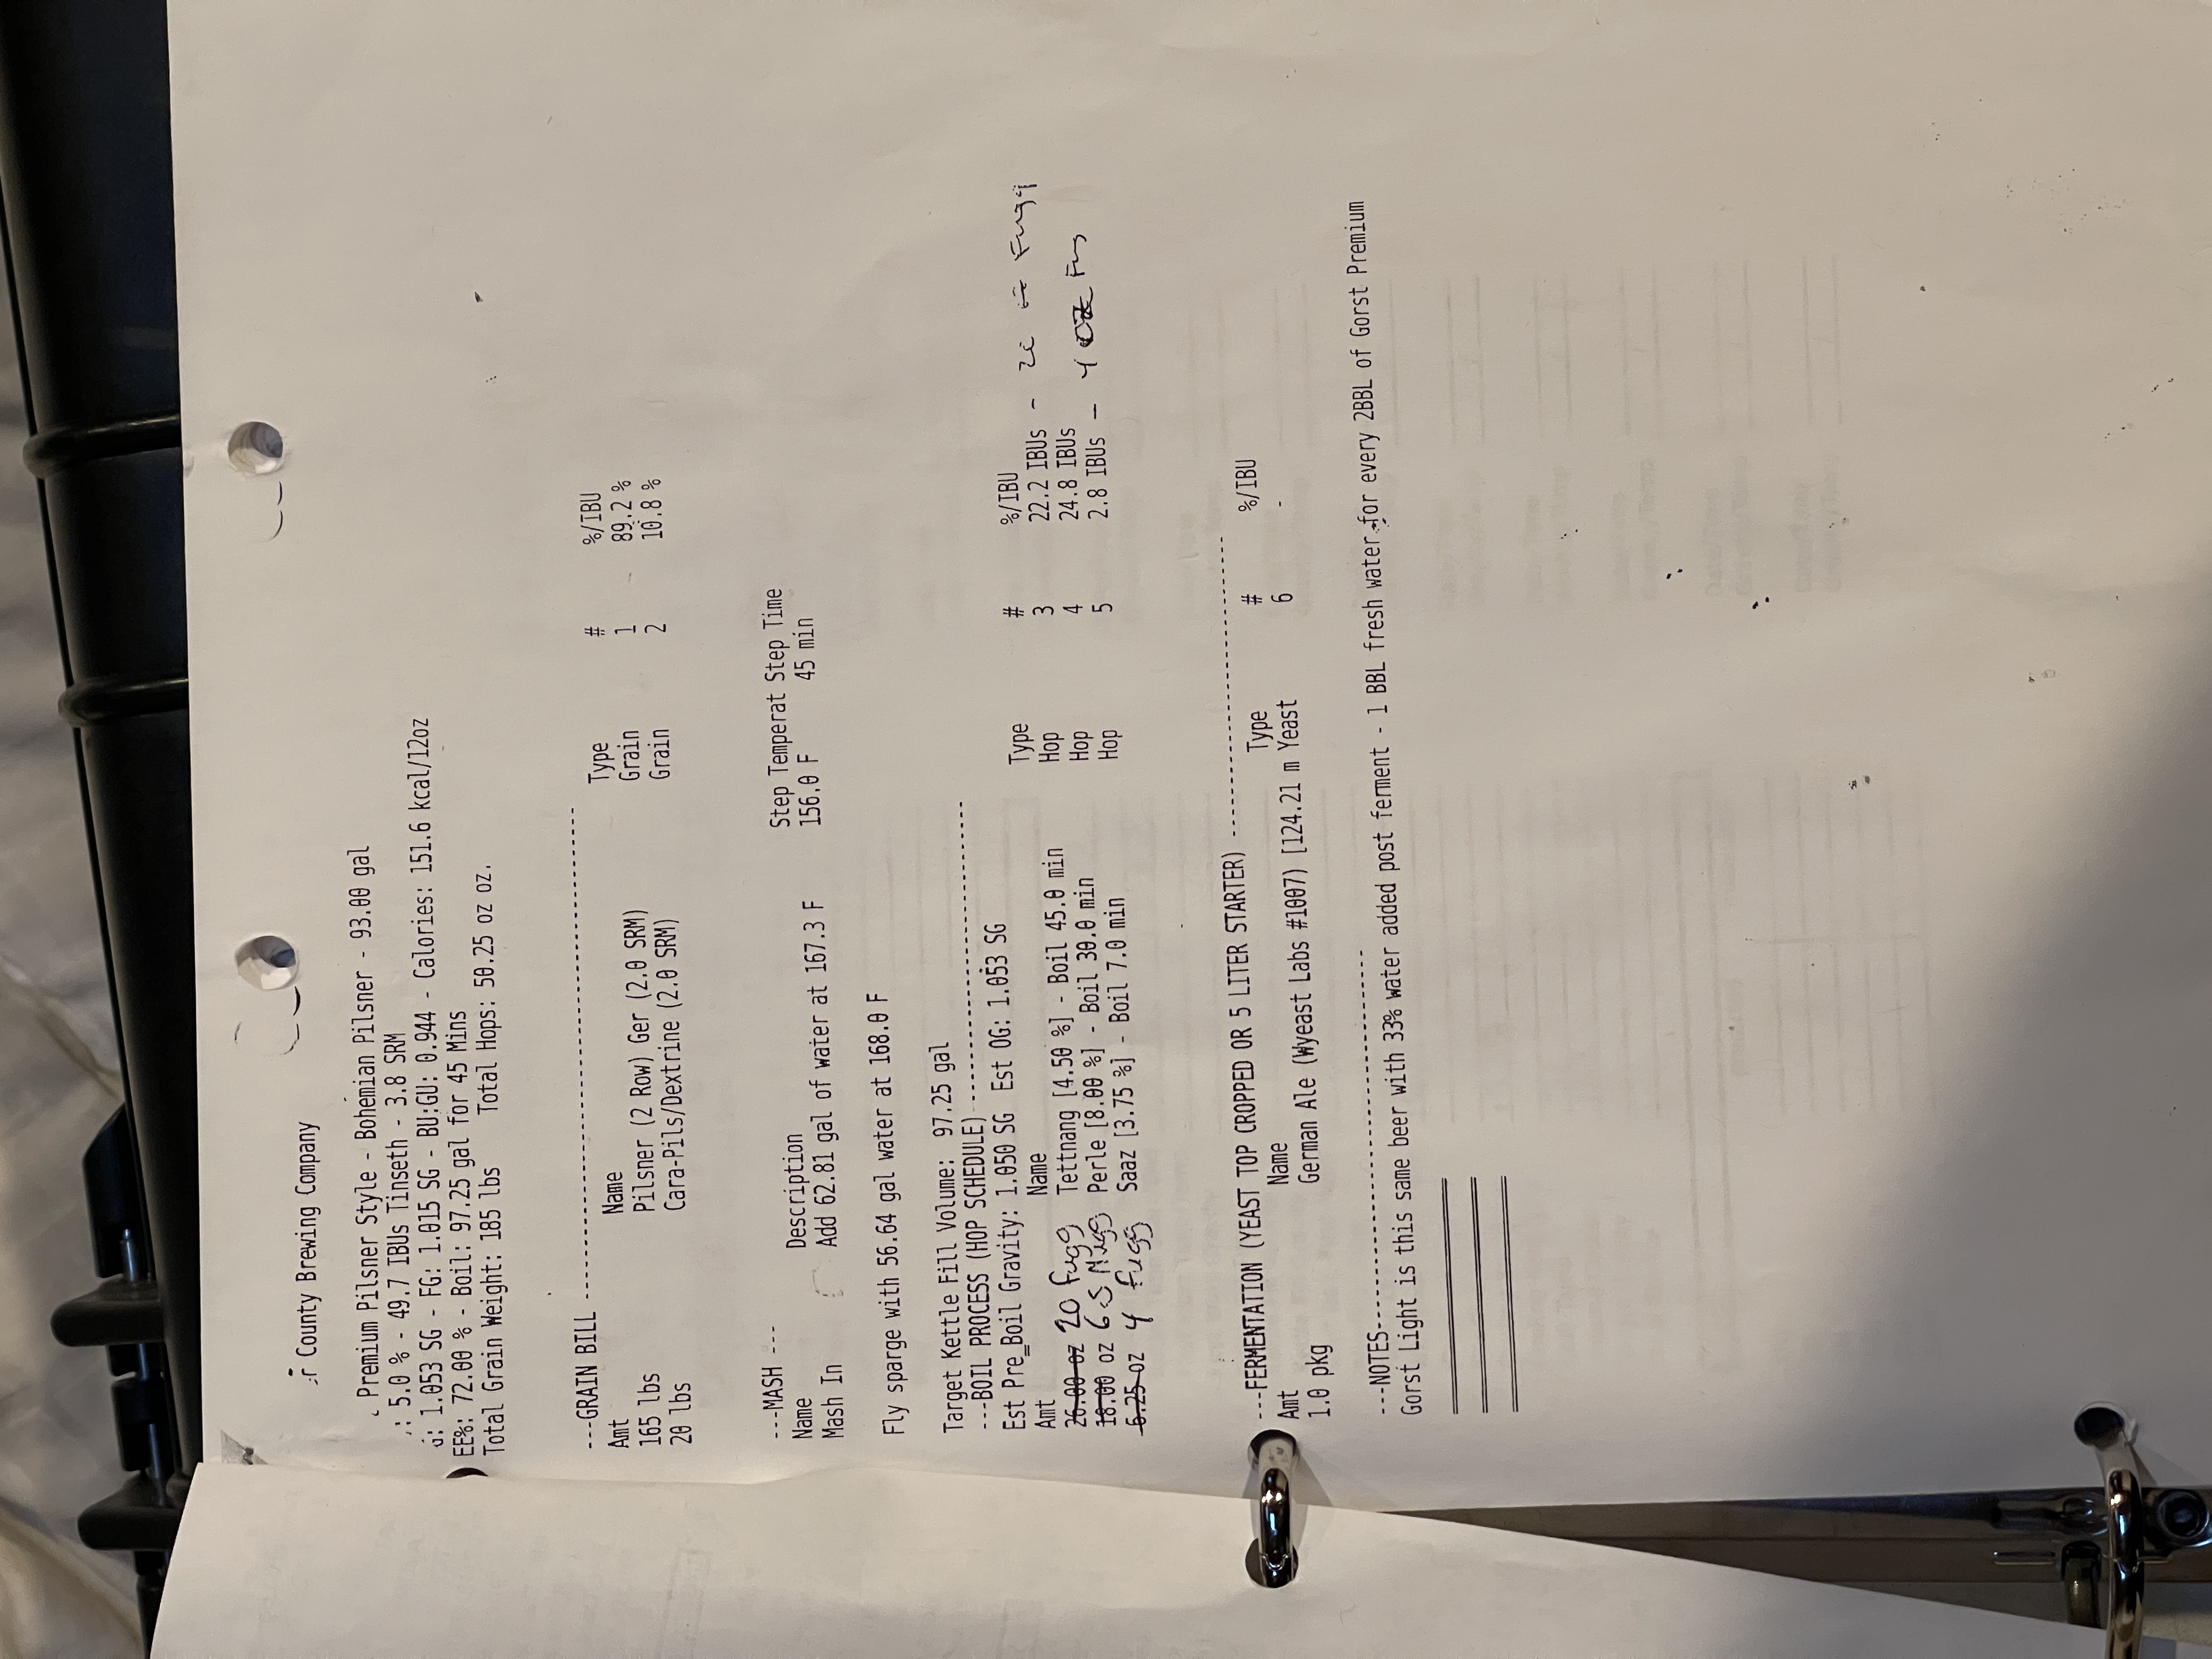 r County Brewing Company
Premium Pilsner Style - Bohemian Pilsner - 93.00 gal
: 5.0 % - 49.7 IBUs Tinseth - 3.8 SRM
G: 1.053 SG - FG: 1.015 SG - BU:GU: 0.944 - Calories: 151.6 kcal/12oz
EE%: 72.00 % - Boil: 97.25 gal for 45 Mins
Total Grain Weight: 185 lbs Total Hops: 50.25 oz oz.
---GRAIN BILL ----------------------------------------------
Amt Name Type # %/IBU
165 lbs Pilsner (2 Row) Ger (2.0 SRM) Grain 1 89.2 %
20 lbs Cara-Pils/Dextrine (2.0 SRM) Grain 2 10.8 %
---MASH ---
Name Description Step Temperat Step Time
Mash In Add 62.81 gal of water at 167.3 F 156.0 F 45 min
Fly sparge with 56.64 gal water at 168.0 F
Target Kettle Fill Volume: 97.25 gal
---BOIL PROCESS (HOP SCHEDULE) ----------------------------
Est Pre_Boil Gravity: 1.050 SG Est OG: 1.053 SG
Amt Name Type # %/IBU
26.00 oz 20 fugg Tettnang [4.50 %] - Boil 45.0 min Hop 3 22.2 IBUs - Fugg
18.00 oz 6.5 Nugg Perle [8.00 %] - Boil 30.0 min Hop 4 24.8 IBUs
6.25 oz 4 fugg Saaz [3.75 %] - Boil 7.0 min Hop 5 2.8 IBUs - 4 oz Fug
---FERMENTATION (YEAST TOP CROPPED OR 5 LITER STARTER) ----------------------------
Amt Name Type # %/IBU
1.0 pkg German Ale (Wyeast Labs #1007) [124.21 m Yeast 6 -
---NOTES-----------------------------------
Gorst Light is this same beer with 33% water added post ferment - 1 BBL fresh water for every 2BBL of Gorst Premium